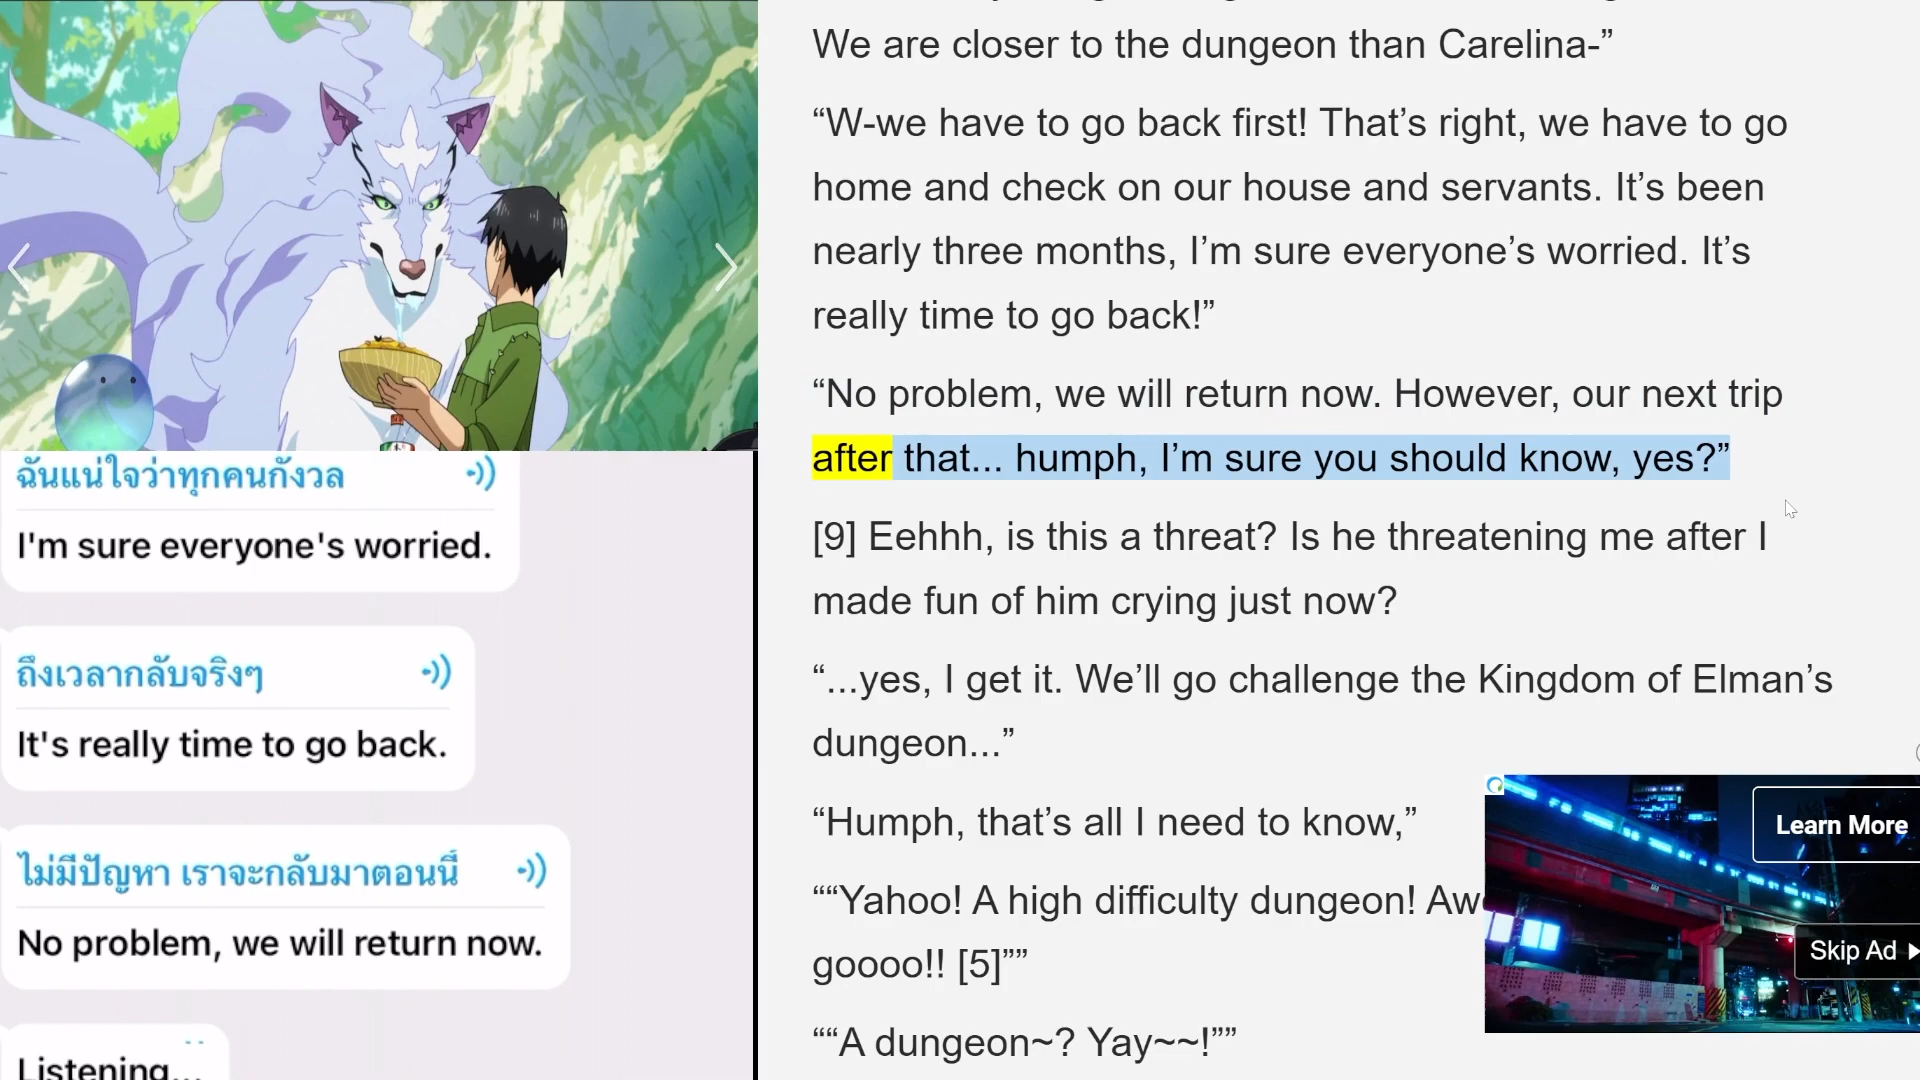 ฉันแน่ใจว่าทุกคนกังวล
I'm sure everyone's worried.
ถึงเวลากลับจริงๆ
It's really time to go back.
ไม่มีปัญหา เราจะกลับมาตอนนี้
No problem, we will return now.
Listening...
We are closer to the dungeon than Carelina-”
“W-we have to go back first! That’s right, we have to go
home and check on our house and servants. It’s been
nearly three months, I’m sure everyone’s worried. It’s
really time to go back!”
“No problem, we will return now. However, our next trip
after that... humph, I’m sure you should know, yes?”
[9] Eehhh, is this a threat? Is he threatening me after I
made fun of him crying just now?
“...yes, I get it. We’ll go challenge the Kingdom of Elman’s
dungeon...”
“Humph, that’s all I need to know,”
““Yahoo! A high difficulty dungeon! Aw
goooo!! [5]””
““A dungeon~? Yay~~!””
Learn More
Skip Ad